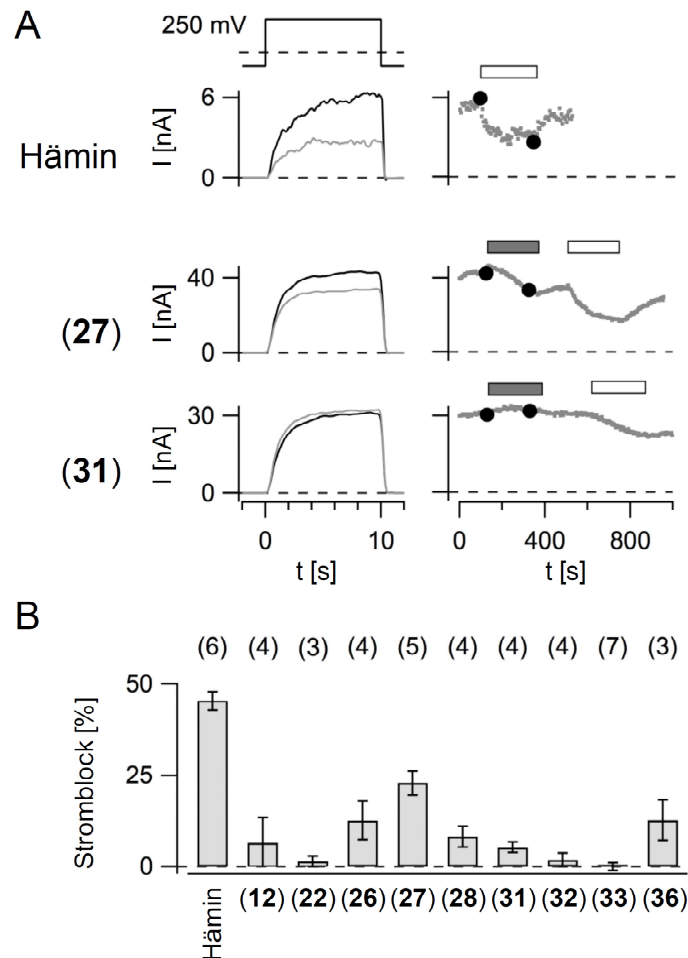 A
250 mV
Hämin
I [nA]
6
0
(27)
I [nA]
40
0
(31)
I [nA]
30
0
0 10
t [s]
0 400 800
t [s]
B
(6) (4) (3) (4) (5) (4) (4) (4) (7) (3)
Stromblock [%]
50
25
0
Hämin (12) (22) (26) (27) (28) (31) (32) (33) (36)